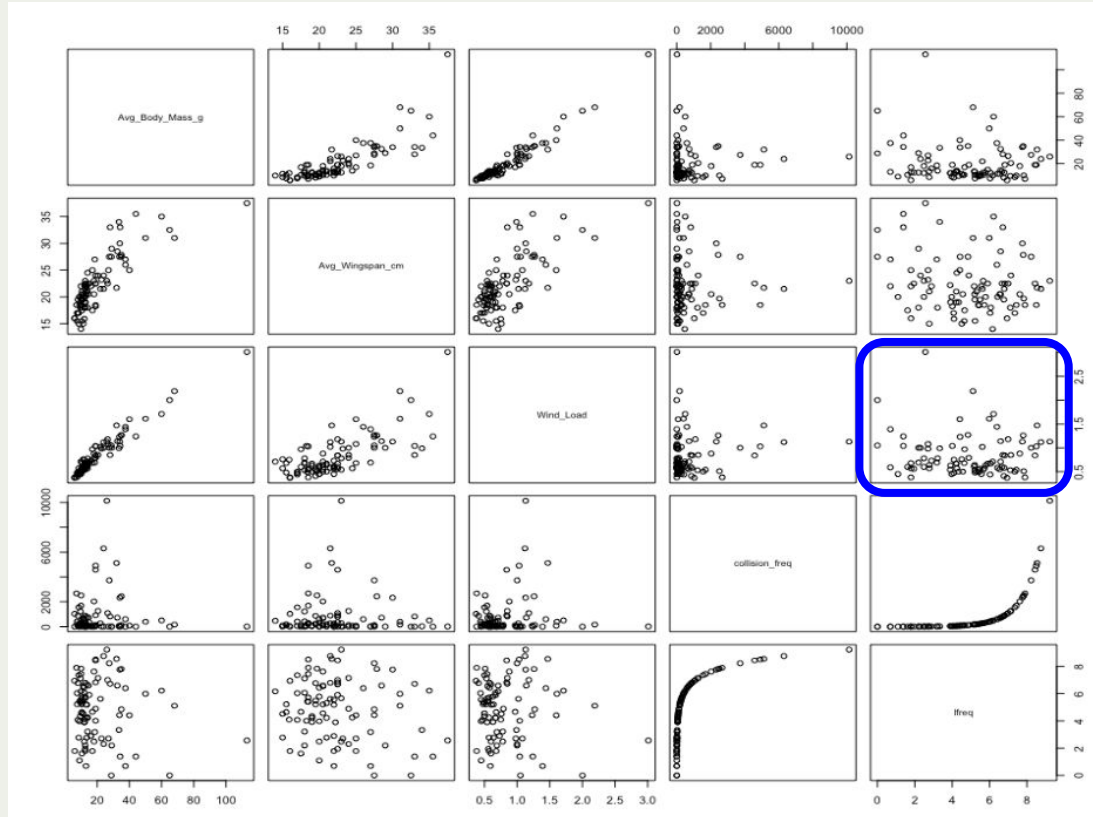 15 20 25 30 35
0 2000 6000 10000
Avg_Body_Mass_g
20 40 60 80
15 20 25 30 35
Avg_Wingspan_cm
Wind_Load
0.5 1.5 2.5
0 2000 6000 10000
collision_freq
lfreq
0 2 4 6 8
20 40 60 80 100
0.5 1.0 1.5 2.0 2.5 3.0
0 2 4 6 8